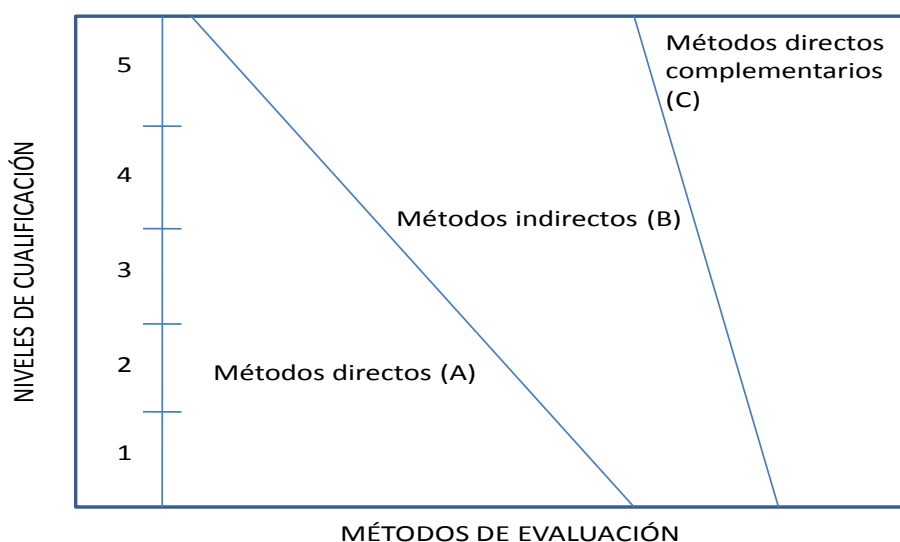 Métodos directos
complementarios
(C)
5
4
Métodos indirectos (B)
3
2
Métodos directos (A)
1
NIVELES DE CUALIFICACIÓN
MÉTODOS DE EVALUACIÓN